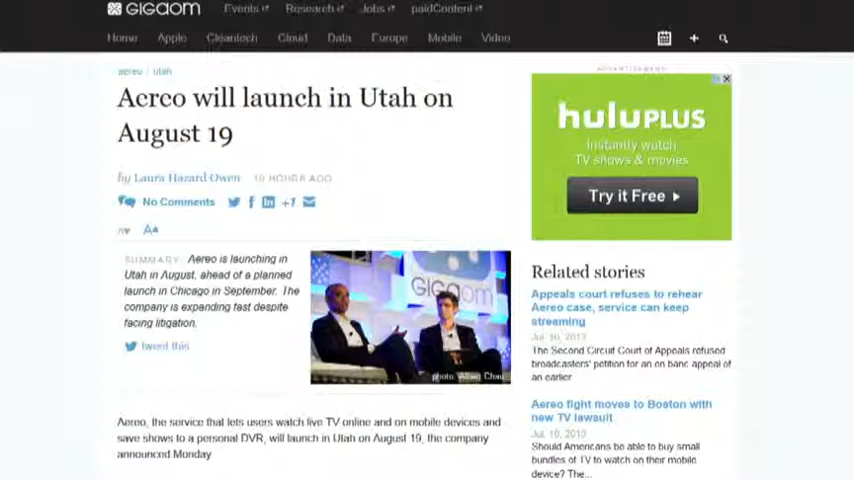 GIGAOM
Events Research Jobs paidContent
Home Apple Cleantech Cloud Data Europe Mobile Video +
aereo / utah
Aereo will launch in Utah on
August 19
by Laura Hazard Owen 10 HOURS AGO
No Comments f in +1
AA
SUMMARY: Aereo is launching in
Utah in August, ahead of a planned
launch in Chicago in September. The
company is expanding fast despite
facing litigation.
tweet this
GIGAOM
photo: Albert Chau
Aereo, the service that lets users watch live TV online and on mobile devices and
save shows to a personal DVR, will launch in Utah on August 19, the company
announced Monday
ADVERTISEMENT
huluPLUS
Instantly watch
TV shows & movies
Try it Free
Related stories
Appeals court refuses to rehear
Aereo case, service can keep
streaming
Jul. 16, 2013
The Second Circuit Court of Appeals refused
broadcasters' petition for an en banc appeal of
an earlier
Aereo fight moves to Boston with
new TV lawsuit
Jul. 10, 2013
Should Americans be able to buy small
bundles of TV to watch on their mobile
device? The...